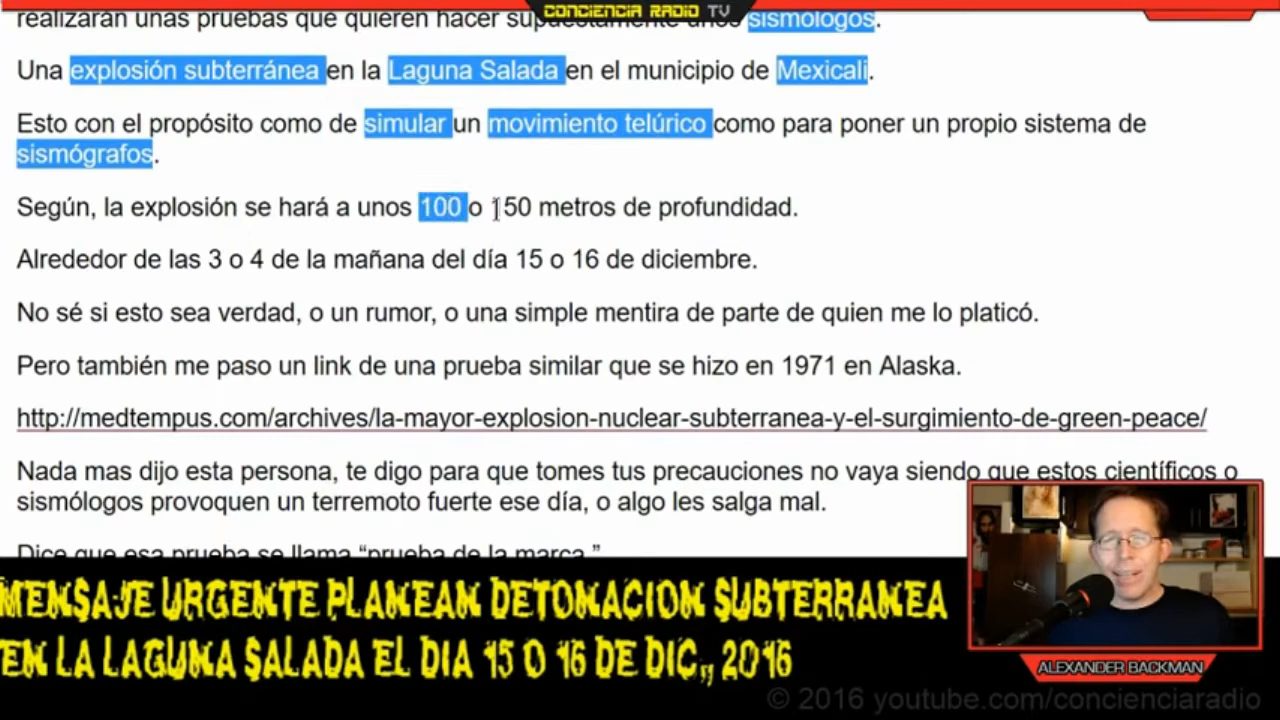 CONCIENCIA RADIO TV
realizarán unas pruebas que quieren hacer supuestamente unos sismólogos.
Una explosión subterránea en la Laguna Salada en el municipio de Mexicali.
Esto con el propósito como de simular un movimiento telúrico como para poner un propio sistema de
sismógrafos.
Según, la explosión se hará a unos 100 o 150 metros de profundidad.
Alrededor de las 3 o 4 de la mañana del día 15 o 16 de diciembre.
No sé si esto sea verdad, o un rumor, o una simple mentira de parte de quien me lo platicó.
Pero también me paso un link de una prueba similar que se hizo en 1971 en Alaska.
http://medtempus.com/archives/la-mayor-explosion-nuclear-subterranea-y-el-surgimiento-de-green-peace/
Nada mas dijo esta persona, te digo para que tomes tus precauciones no vaya siendo que estos científicos o
sismólogos provoquen un terremoto fuerte ese día, o algo les salga mal.
Dice que esa prueba se llama “prueba de la marca.”
MENSAJE URGENTE PLANEAN DETONACION SUBTERRANEA
EN LA LAGUNA SALADA EL DIA 15 O 16 DE DIC., 2016
ALEXANDER BACKMAN
© 2016 youtube.com/concienciaradio